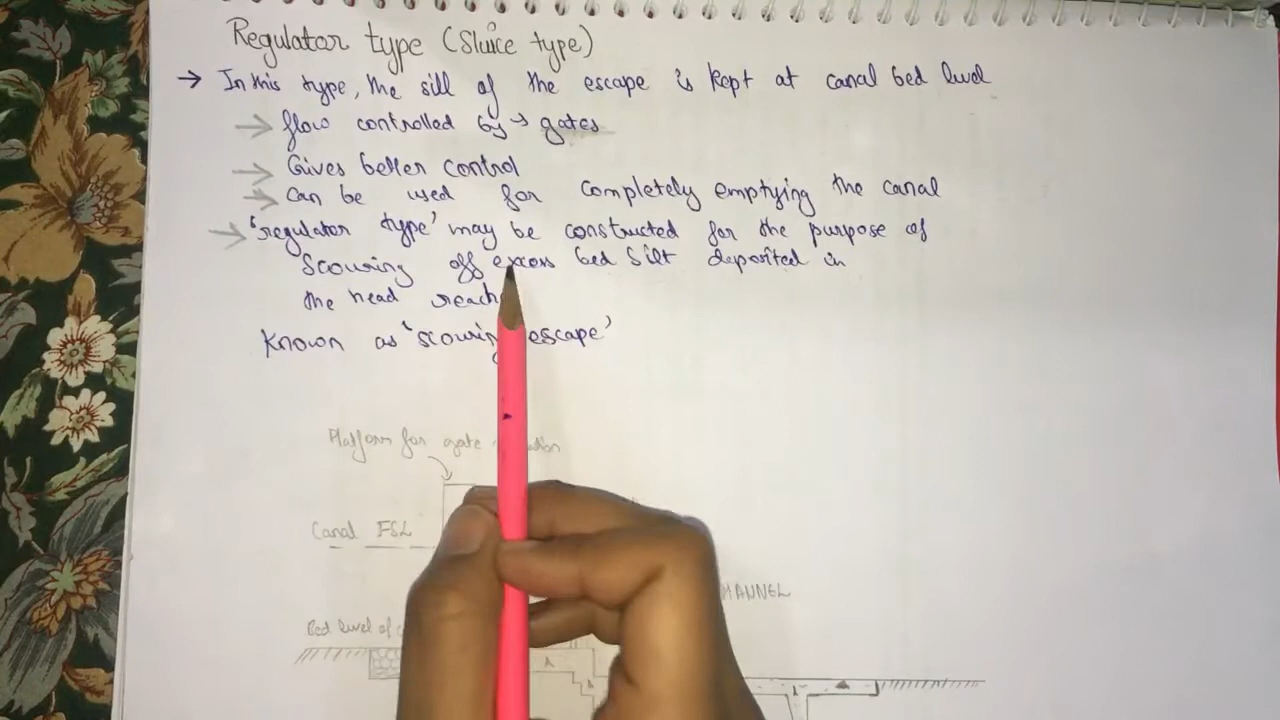 Regulator type (Sluice type)
→ In this type, the sill of the escape is kept at canal bed level
→ flow controlled by → gates
→ Gives better control
→ Can be used for completely emptying the canal
→ 'regulator type' may be constructed for the purpose of
scouring off excess bed silt deposited in
the head reach
Known as 'scouring escape'
Platform for gate
Canal FSL
Bed level of